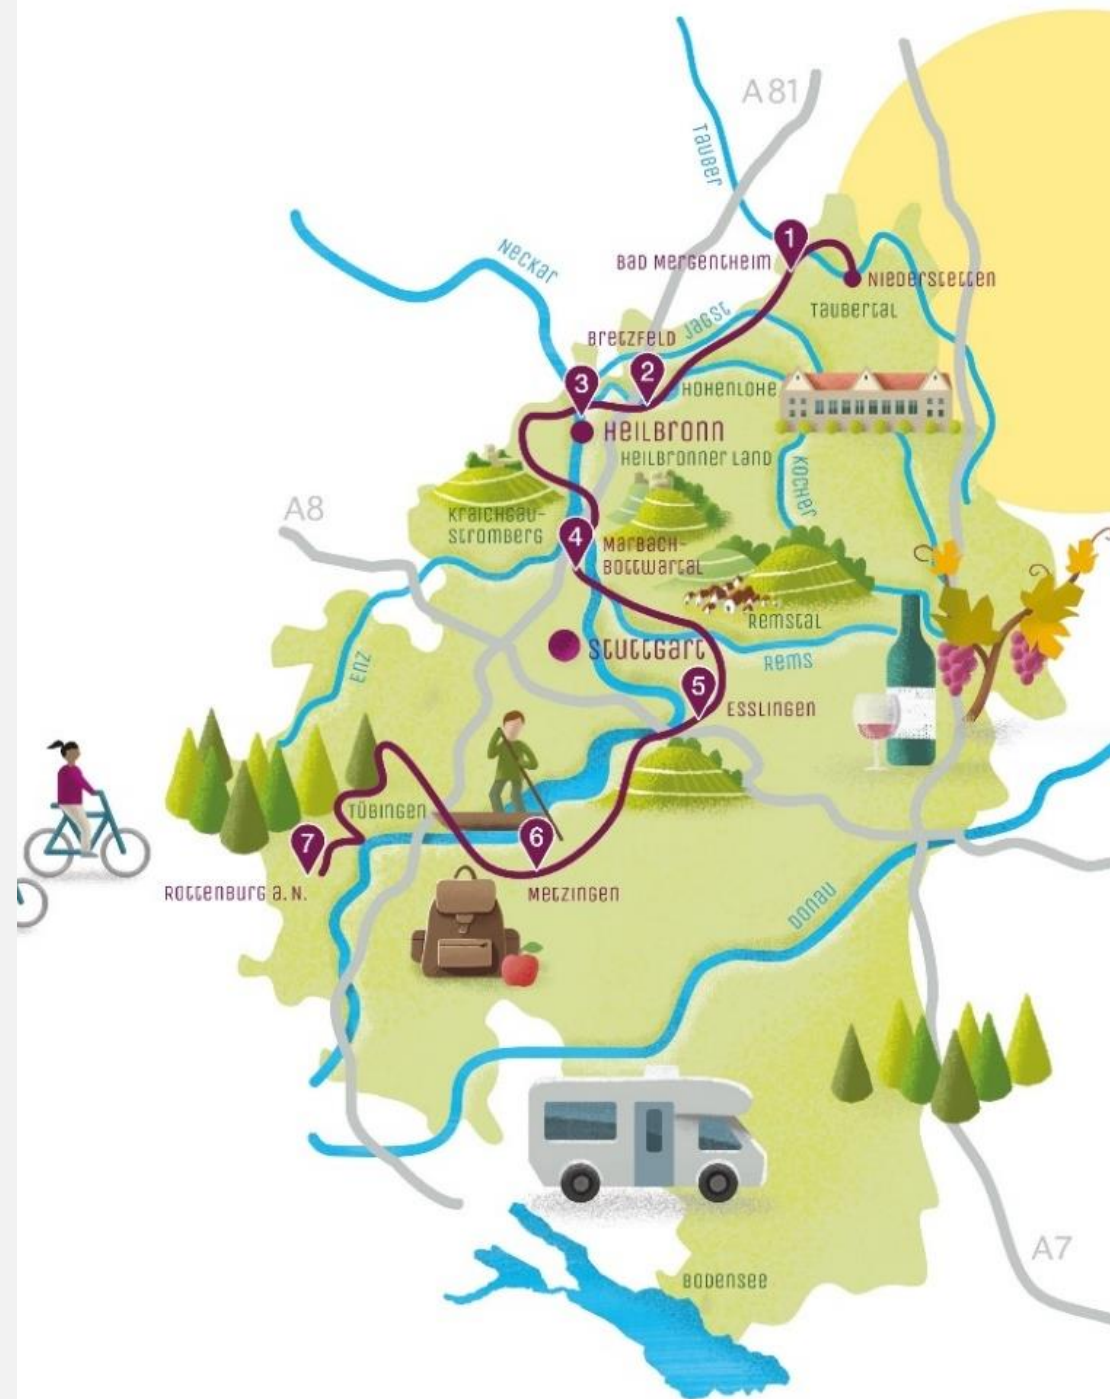 A 81
Tauber
Neckar
1
Bad Mergentheim
Niederstetten
Taubertal
Jagst
Bretzfeld
2
3
Hohenlohe
Heilbronn
Heilbronner Land
Kocher
A8
Kraichgau-
Stromberg
4
Marbach-
Bottwartal
Remstal
Stuttgart
Rems
Enz
5
Esslingen
Tübingen
6
7
Rottenburg a. N.
Metzingen
Donau
A7
Bodensee